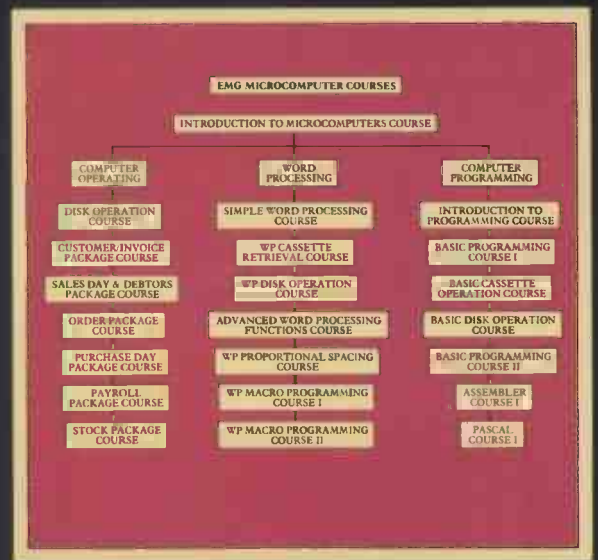 EMG MICROCOMPUTER COURSES
INTRODUCTION TO MICROCOMPUTERS COURSE
COMPUTER
OPERATING
DISK OPERATION
COURSE
CUSTOMER/INVOICE
PACKAGE COURSE
SALES DAY & DEBTORS
PACKAGE COURSE
ORDER PACKAGE
COURSE
PURCHASE DAY
PACKAGE COURSE
PAYROLL
PACKAGE COURSE
STOCK PACKAGE
COURSE
WORD
PROCESSING
SIMPLE WORD PROCESSING
COURSE
WP CASSETTE
RETRIEVAL COURSE
WP DISK OPERATION
COURSE
ADVANCED WORD PROCESSING
FUNCTIONS COURSE
WP PROPORTIONAL SPACING
COURSE
WP MACRO PROGRAMMING
COURSE I
WP MACRO PROGRAMMING
COURSE II
COMPUTER
PROGRAMMING
INTRODUCTION TO
PROGRAMMING COURSE
BASIC PROGRAMMING
COURSE I
BASIC CASSETTE
OPERATION COURSE
BASIC DISK OPERATION
COURSE
BASIC PROGRAMMING
COURSE II
ASSEMBLER
COURSE I
PASCAL
COURSE I